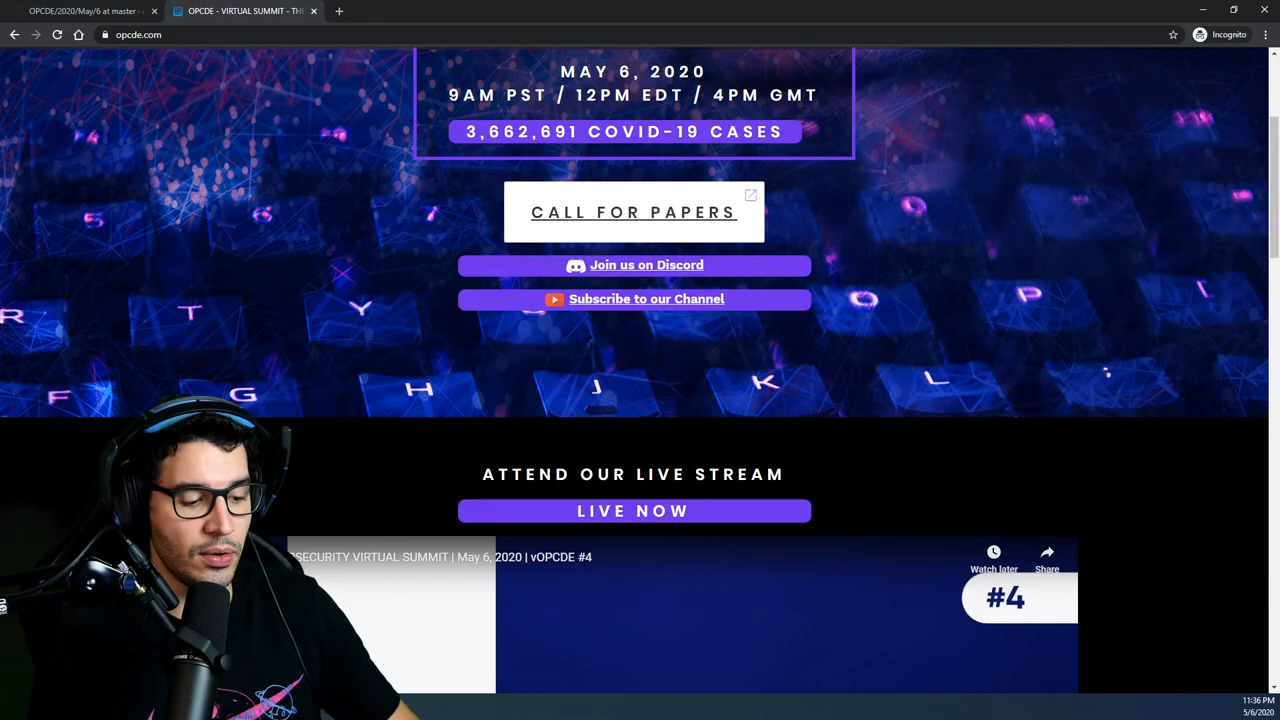 OPCDE/2020/May/6 at master ·
OPCDE - VIRTUAL SUMMIT - THE
opcde.com
Incognito
MAY 6, 2020
9AM PST / 12PM EDT / 4PM GMT
3,662,691 COVID-19 CASES
CALL FOR PAPERS
Join us on Discord
Subscribe to our Channel
5 6 7 O
R T Y O P L
F G H J K L ;
ATTEND OUR LIVE STREAM
LIVE NOW
SECURITY VIRTUAL SUMMIT | May 6, 2020 | vOPCDE #4
Watch later
Share
#4
11:36 PM
5/6/2020